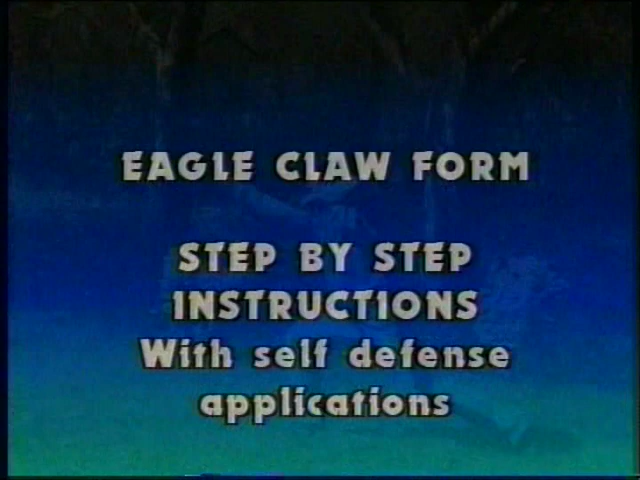 EAGLE CLAW FORM
STEP BY STEP
INSTRUCTIONS
With self defense
applications